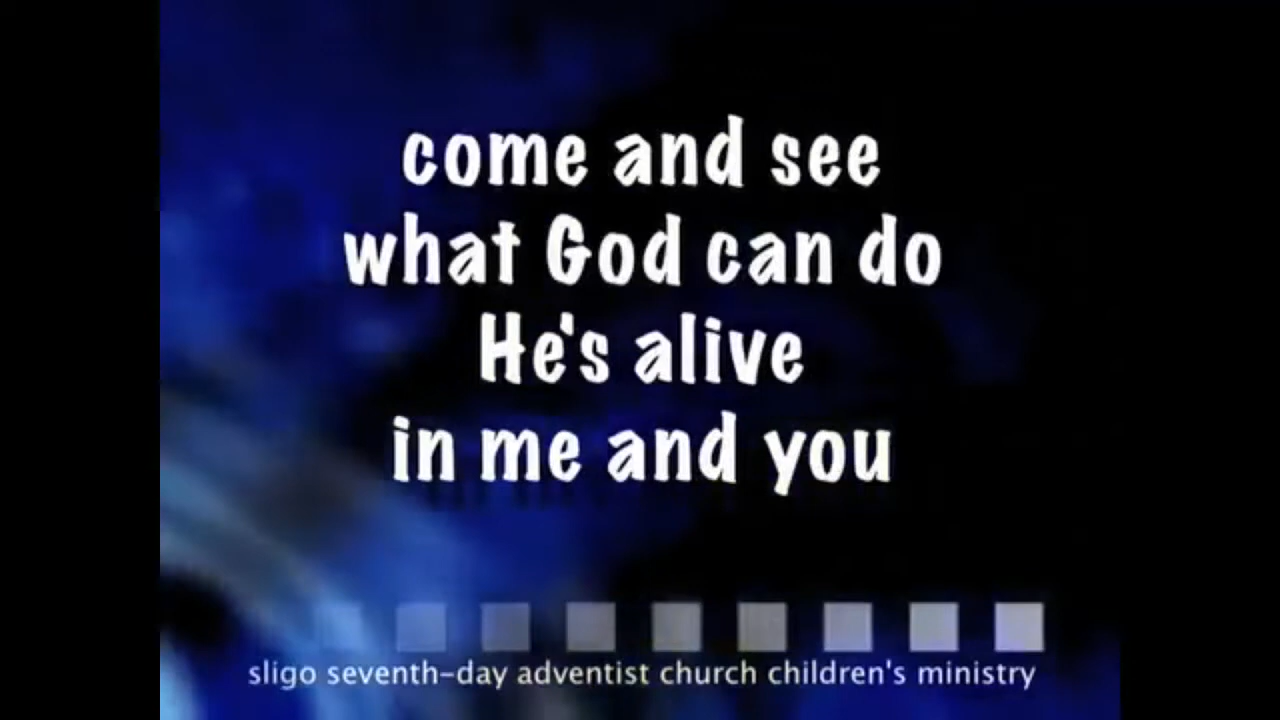 come and see
what God can do
He's alive
in me and you
sligo seventh-day adventist church children's ministry